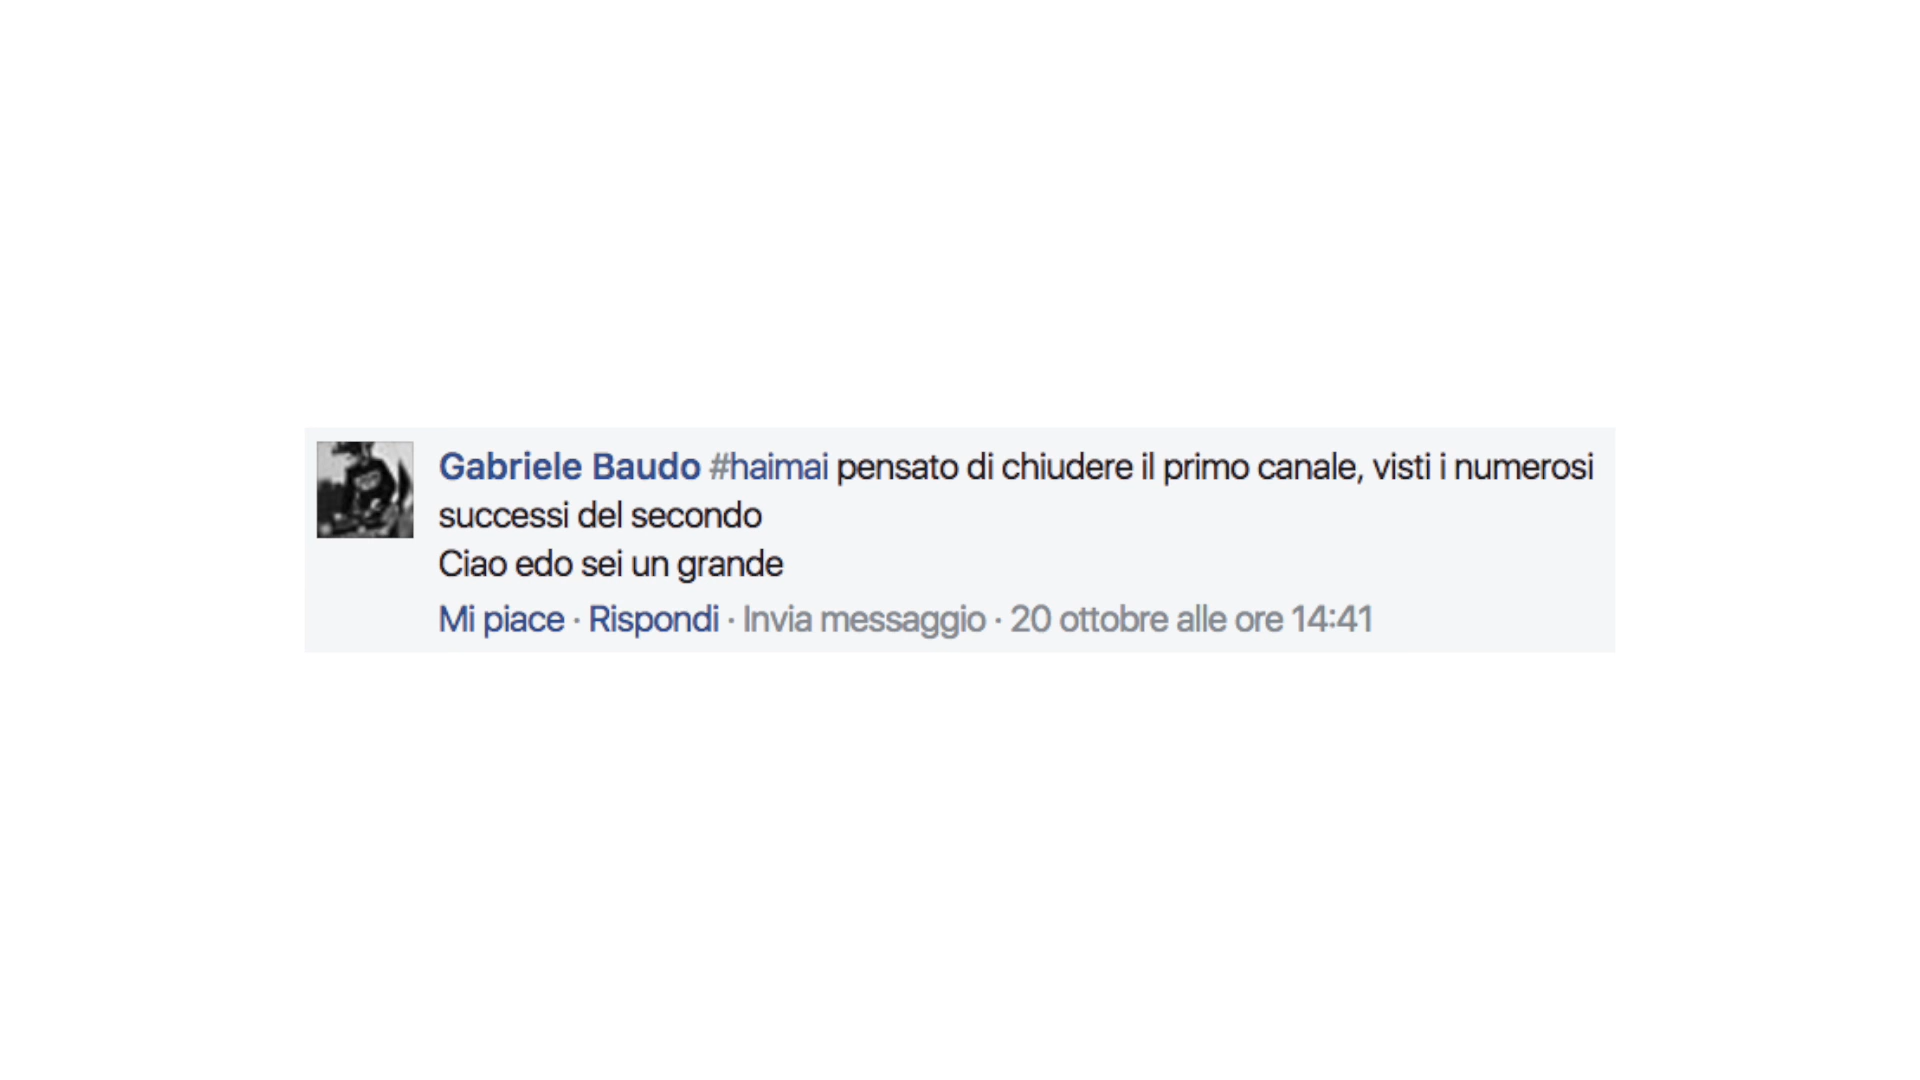 Gabriele Baudo #haimai pensato di chiudere il primo canale, visti i numerosi
successi del secondo
Ciao edo sei un grande
Mi piace · Rispondi · Invia messaggio · 20 ottobre alle ore 14:41